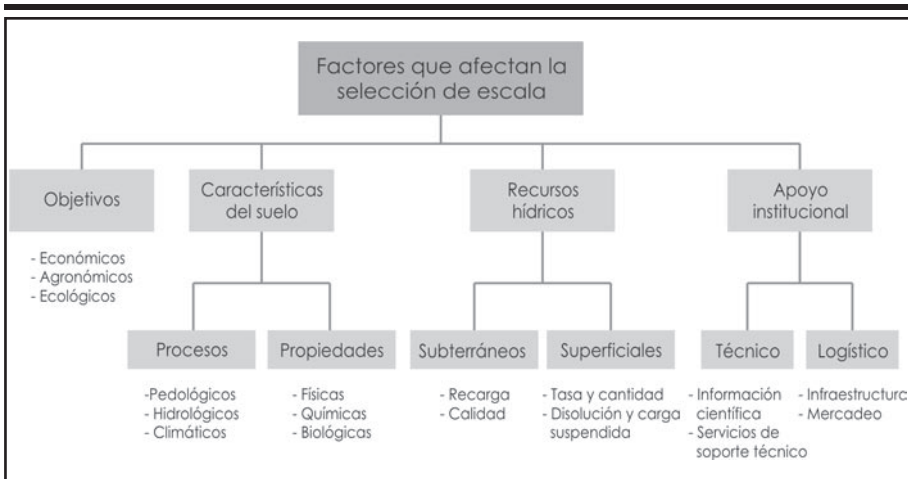 Factores que afectan la
selección de escala
Objetivos
- Económicos
- Agronómicos
- Ecológicos
Características
del suelo
Procesos
-Pedológicos
- Hidrológicos
- Climáticos
Propiedades
- Físicas
- Químicas
- Biológicas
Recursos
hídricos
Subterráneos
- Recarga
- Calidad
Superficiales
- Tasa y cantidad
- Disolución y carga
suspendida
Apoyo
institucional
Técnico
- Información
científica
- Servicios de
soporte técnico
Logístico
- Infraestructura
- Mercadeo